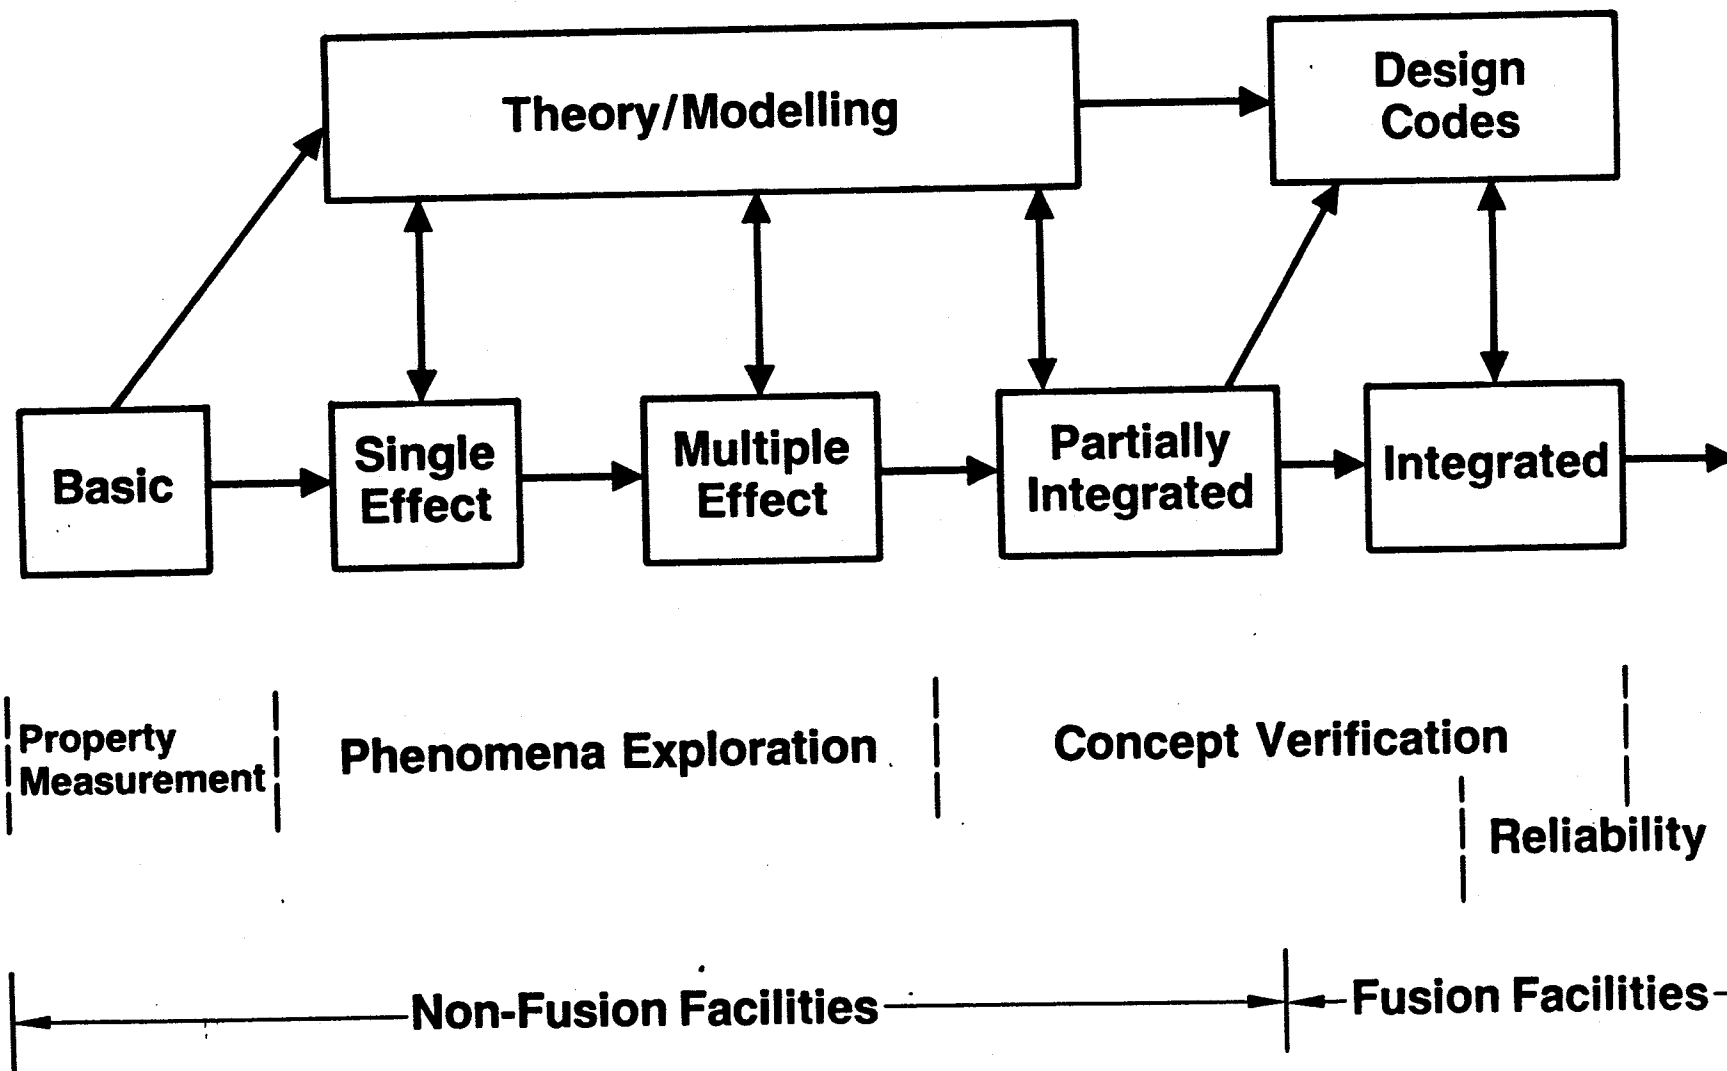 Theory/Modelling
Design
Codes
Basic
Single
Effect
Multiple
Effect
Partially
Integrated
Integrated
Property
Measurement
Phenomena Exploration
Concept Verification
Reliability
Non-Fusion Facilities
Fusion Facilities